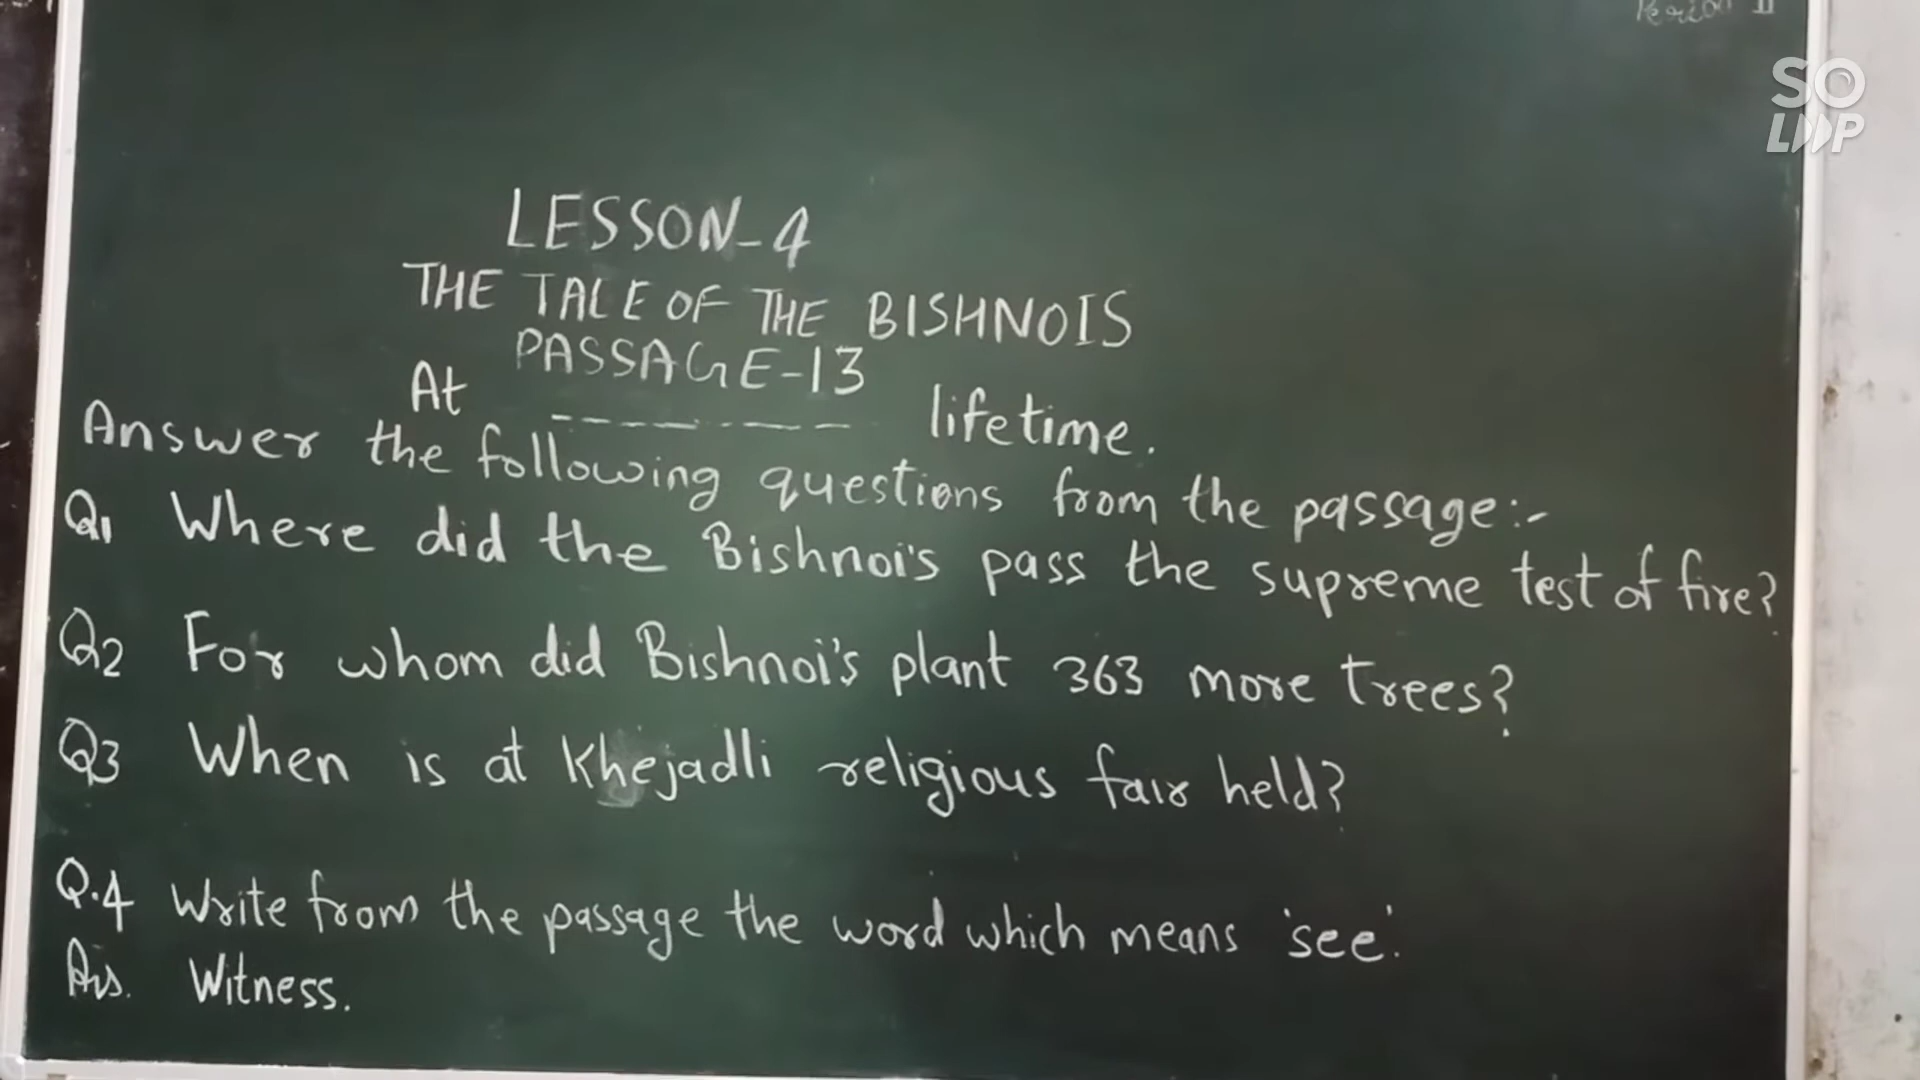 Period II
SO
LOOP
LESSON-4
THE TALE OF THE BISHNOIS
PASSAGE-13
At --------- lifetime.
Answer the following questions from the passage:-
Q1 Where did the Bishnoi's pass the supreme test of fire?
Q2 For whom did Bishnoi's plant 363 more trees?
Q3 When is at Khejadli religious fair held?
Q.4 Write from the passage the word which means 'see'.
Ans. Witness.